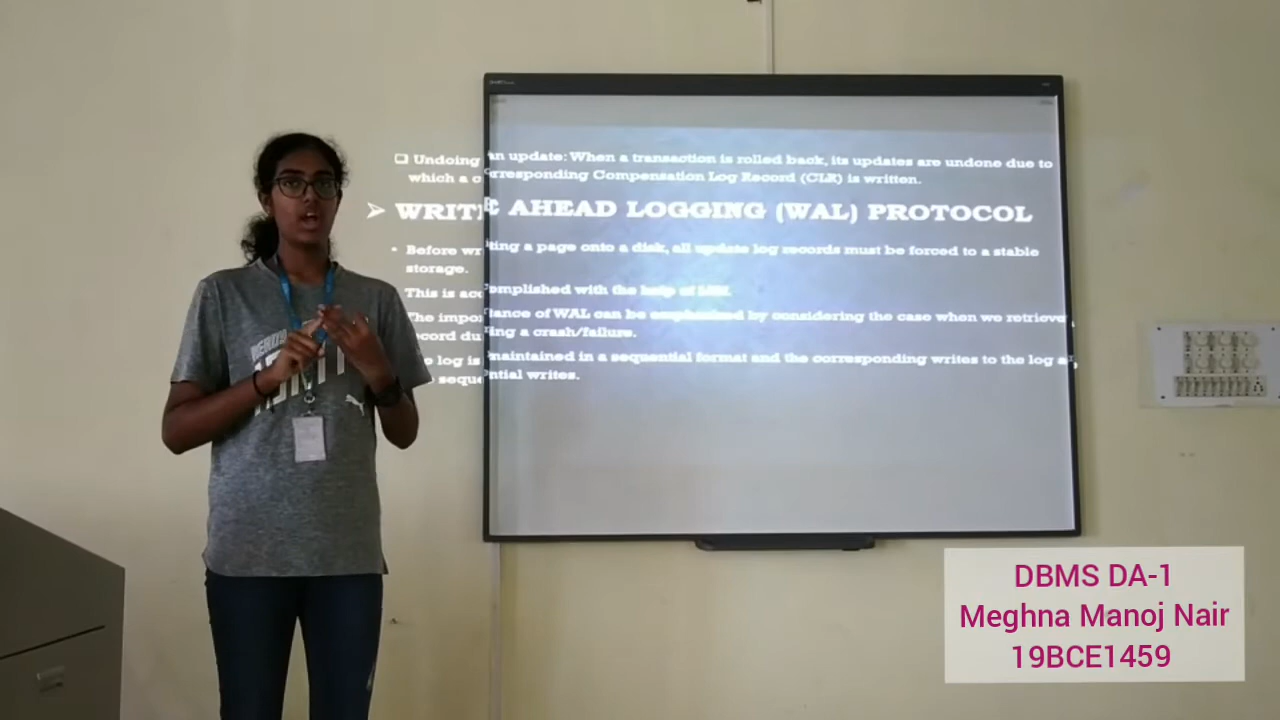 ❑ Undoing an update: When a transaction is rolled back, its updates are undone due to
which a corresponding Compensation Log Record (CLR) is written.
➢ WRITE AHEAD LOGGING (WAL) PROTOCOL
• Before writing a page onto a disk, all update log records must be forced to a stable
storage.
This is accomplished with the help of
The importance of WAL can be emphasized by considering the case when we retrieve
record during a crash/failure.
log is maintained in a sequential format and the corresponding writes to the log
sequential writes.
DBMS DA-1
Meghna Manoj Nair
19BCE1459